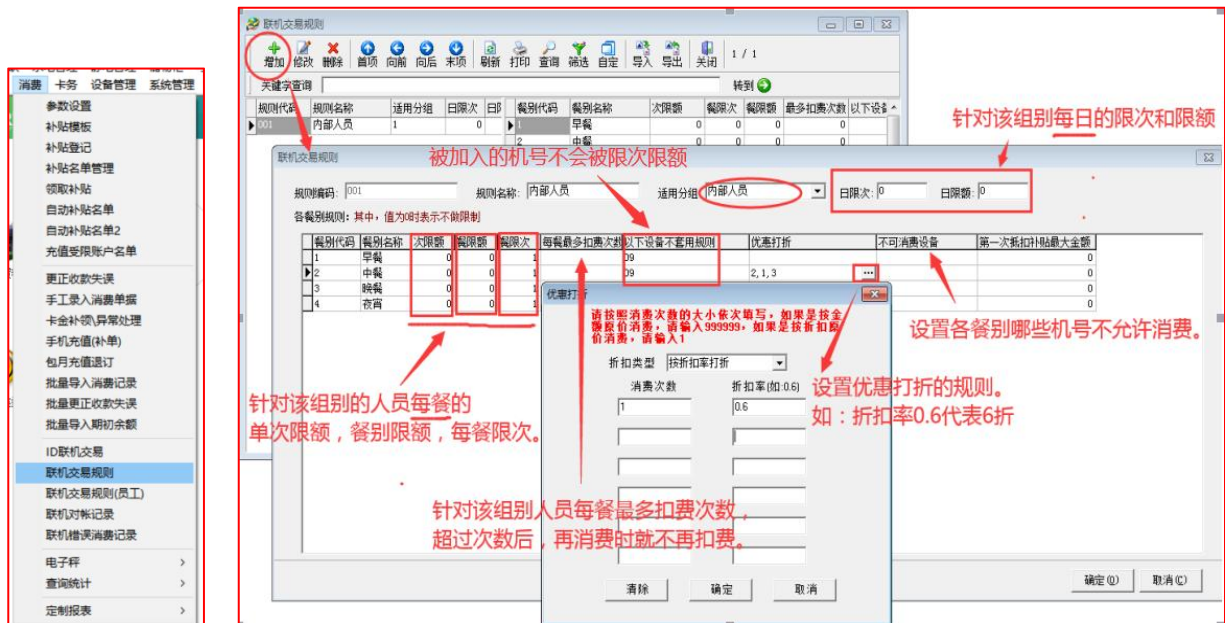 消费 卡务 设备管理 系统管理
参数设置
补贴模板
补贴登记
补贴名单管理
领取补贴
自动补贴名单
自动补贴名单2
充值受限账户名单
更正收款失误
手工录入消费单据
卡金补领\异常处理
手机充值(补单)
包月充值退订
批量导入消费记录
批量更正收款失误
批量导入期初余额
ID联机交易
联机交易规则
联机交易规则(员工)
联机对帐记录
联机错误消费记录
电子秤 >
查询统计 >
定制报表 >
联机交易规则
增加 修改 删除 首项 向前 向后 末项 刷新 打印 查询 筛选 自定 导入 导出 关闭 1 / 1
关键字查询 转到
规则代码 规则名称 适用分组 日限次
001 内部人员 1 0
餐别代码 餐别名称 次限额 餐限次 餐限额 最多扣费次数 以下设备
1 早餐 0 0 0 0
2 中餐 0 0 0 0
针对该组别每日的限次和限额
联机交易规则
被加入的机号不会被限次限额
规则编码: 001 规则名称: 内部人员 适用分组 内部人员 日限次: 0 日限额: 0
各餐别规则: 其中，值为0时表示不做限制
餐别代码 餐别名称 次限额 餐限额 餐限次 每餐最多扣费次数 以下设备不套用规则 优惠打折 不可消费设备 第一次抵扣补贴最大金额
1 早餐 0 0 1 09 0
2 中餐 0 0 1 09 2,1,3 ... 0
3 晚餐 0 0 1 0
4 夜宵 0 0 1 0
优惠打折
请按照消费次数的大小依次填写，如果是按金
额原价消费，请输入999999，如果是按折扣原
价消费，请输入1
折扣类型 按折扣率打折
消费次数 折扣率(如:0.6)
1 0.6
清除 确定 取消
设置各餐别哪些机号不允许消费。
设置优惠打折的规则。
如：折扣率0.6代表6折
针对该组别的人员每餐的
单次限额，餐别限额，每餐限次。
针对该组别人员每餐最多扣费次数，
超过次数后，再消费时就不再扣费。
确定(O) 取消(C)